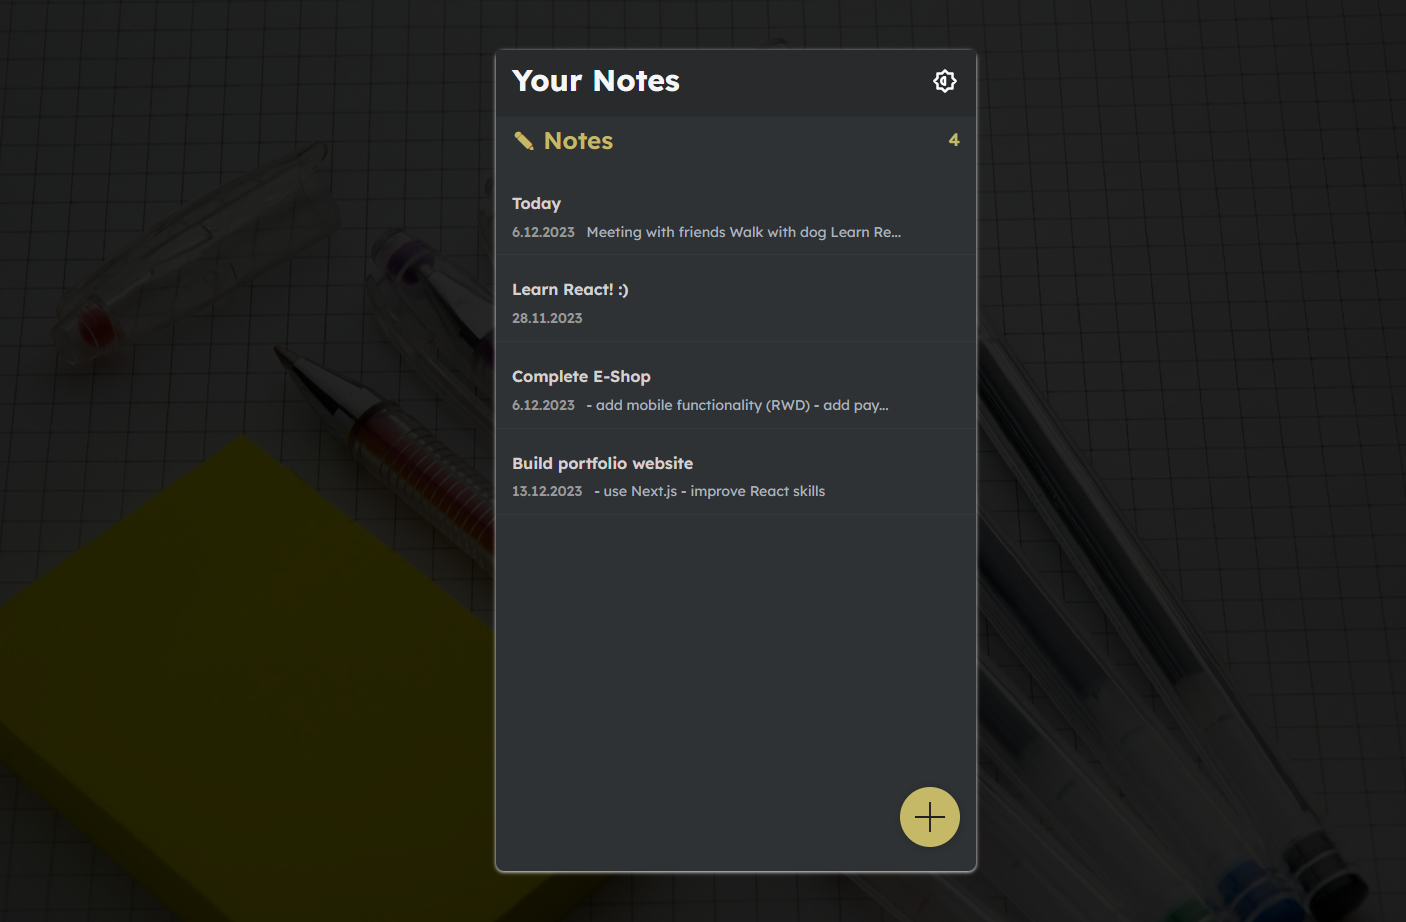 Your Notes
Notes 4
Today
6.12.2023 Meeting with friends Walk with dog Learn Re...
Learn React! :)
28.11.2023
Complete E-Shop
6.12.2023 - add mobile functionality (RWD) - add pay...
Build portfolio website
13.12.2023 - use Next.js - improve React skills